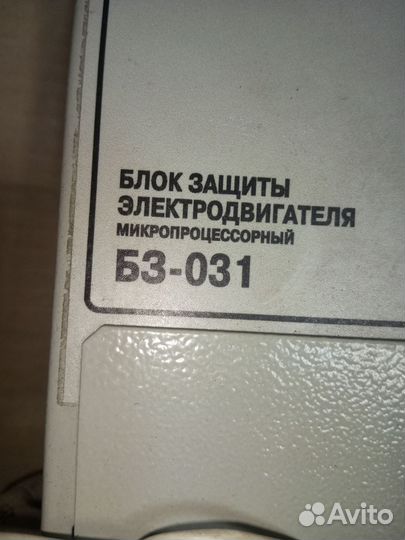 БЛОК ЗАЩИТЫ
ЭЛЕКТРОДВИГАТЕЛЯ
МИКРОПРОЦЕССОРНЫЙ
БЗ-031
Avito